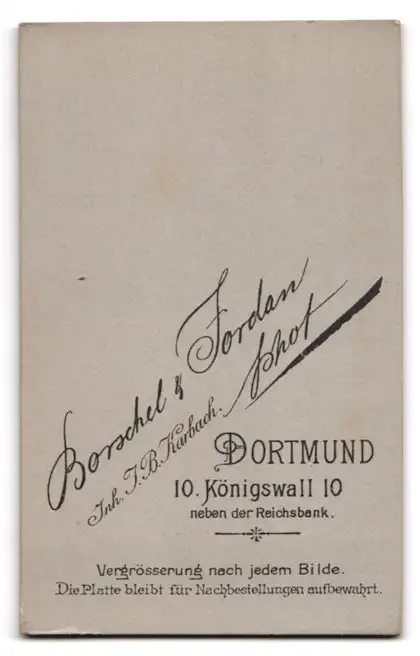 Borschel & Jordan
phot
Inh. J. B. Karbach.
DORTMUND
10. Königswall 10
neben der Reichsbank.
Vergrösserung nach jedem Bilde.
Die Platte bleibt für Nachbestellungen aufbewahrt.